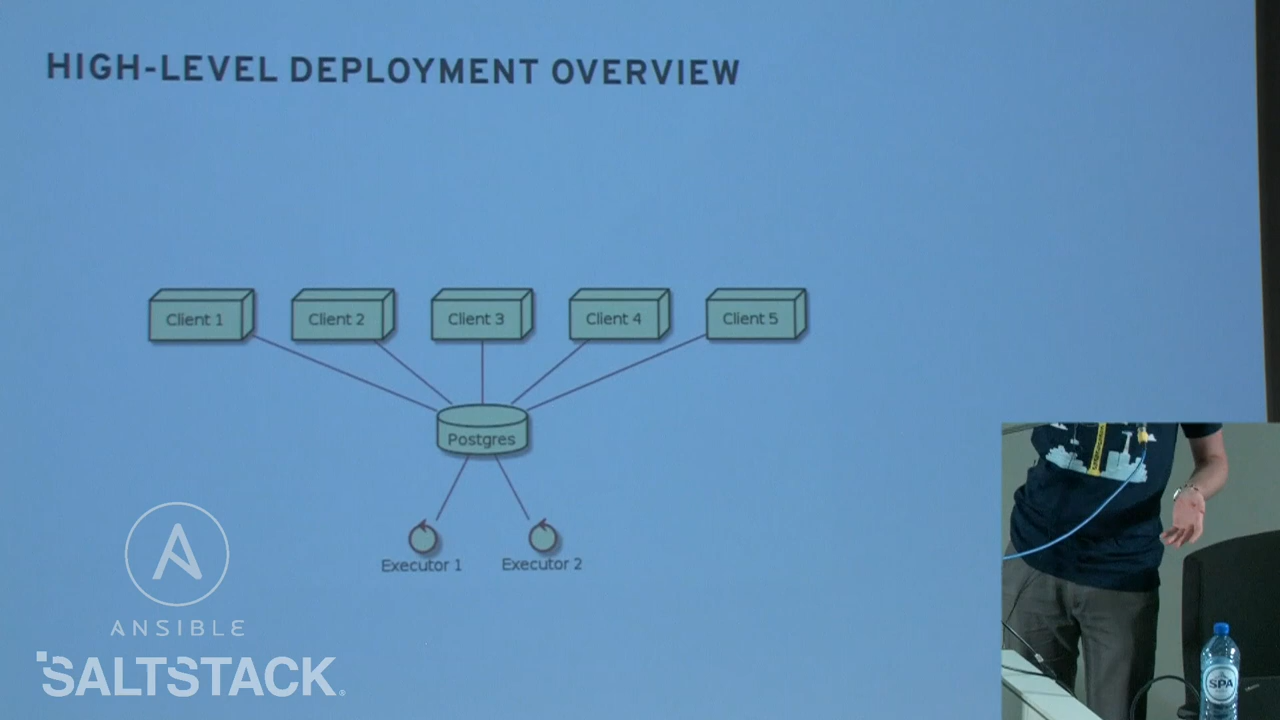 HIGH-LEVEL DEPLOYMENT OVERVIEW
Client 1
Client 2
Client 3
Client 4
Client 5
Postgres
Executor 1
Executor 2
ANSIBLE
SALTSTACK
SPA